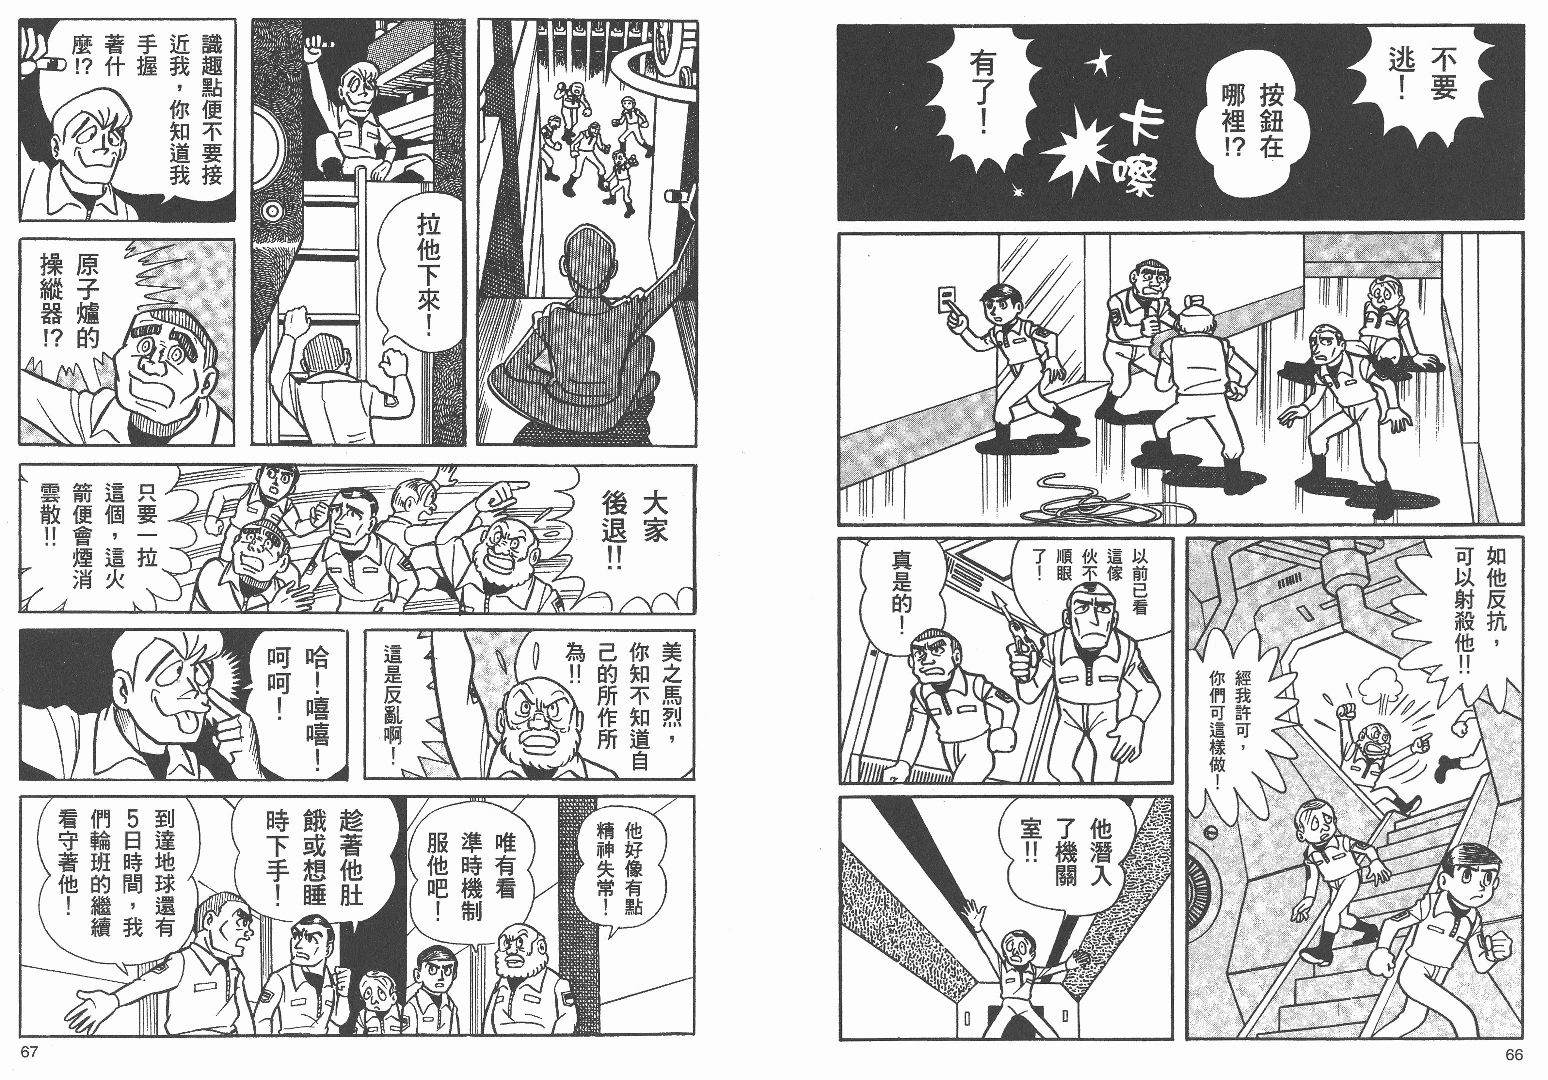 不要
逃！
按鈕在
哪裡!?
卡嚓
有了！
如他反抗，
可以射殺他!!
經我許可，
你們可這樣做！
以前已看
這傢
伙不
順眼
了！
真是的！
他潛入
了機關
室!!
66
拉他下來！
識趣點便不要接
近我，你知道我
手握
著什
麼!?
原子爐的
操縱器!?
大家
後退!!
只要一拉
這個，這火
箭便會煙消
雲散!!
美之馬烈，
你知不知道自
己的所作所
為!!
這是反亂啊！
哈！嘻嘻！
呵呵！
他好像有點
精神失常！
唯有看
準時機制
服他吧！
趁著他肚
餓或想睡
時下手！
到達地球還有
5日時間，我
們輪班的繼續
看守著他！
67